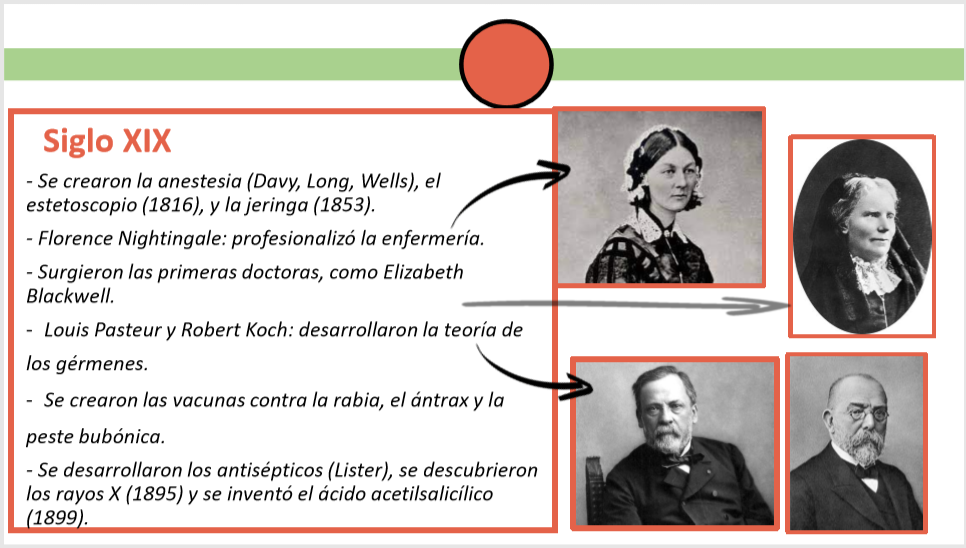 Siglo XIX
- Se crearon la anestesia (Davy, Long, Wells), el
estetoscopio (1816), y la jeringa (1853).
- Florence Nightingale: profesionalizó la enfermería.
- Surgieron las primeras doctoras, como Elizabeth
Blackwell.
- Louis Pasteur y Robert Koch: desarrollaron la teoría de
los gérmenes.
- Se crearon las vacunas contra la rabia, el ántrax y la
peste bubónica.
- Se desarrollaron los antisépticos (Lister), se descubrieron
los rayos X (1895) y se inventó el ácido acetilsalicílico
(1899).